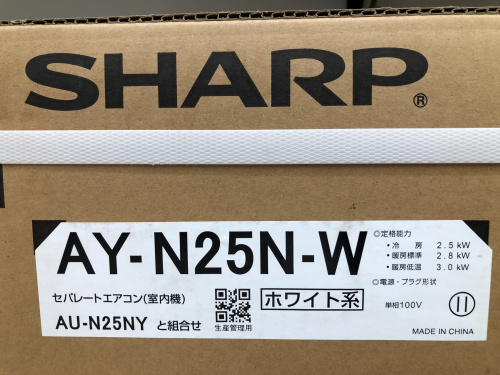 SHARP®
AY-N25N-W
セパレートエアコン(室内機)
AU-N25NY と組合せ
生産管理用
ホワイト系
◎定格能力
・冷 房 2.5 kW
・暖房標準 2.8 kW
・暖房低温 3.0 kW
◎電源・プラグ形状
単相100V
MADE IN CHINA